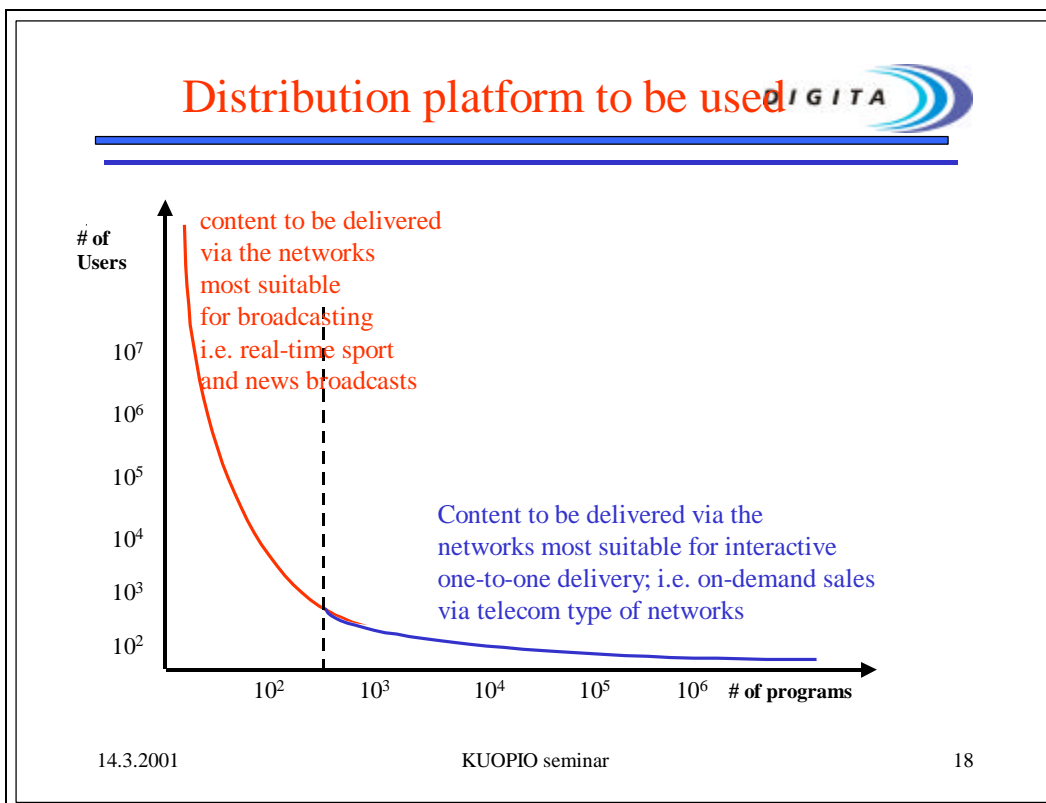 Distribution platform to be used
DIGITA
# of
Users
content to be delivered
via the networks
most suitable
for broadcasting
i.e. real-time sport
and news broadcasts
10⁷
10⁶
10⁵
10⁴
10³
10²
Content to be delivered via the
networks most suitable for interactive
one-to-one delivery; i.e. on-demand sales
via telecom type of networks
10² 10³ 10⁴ 10⁵ 10⁶ # of programs
14.3.2001 KUOPIO seminar 18